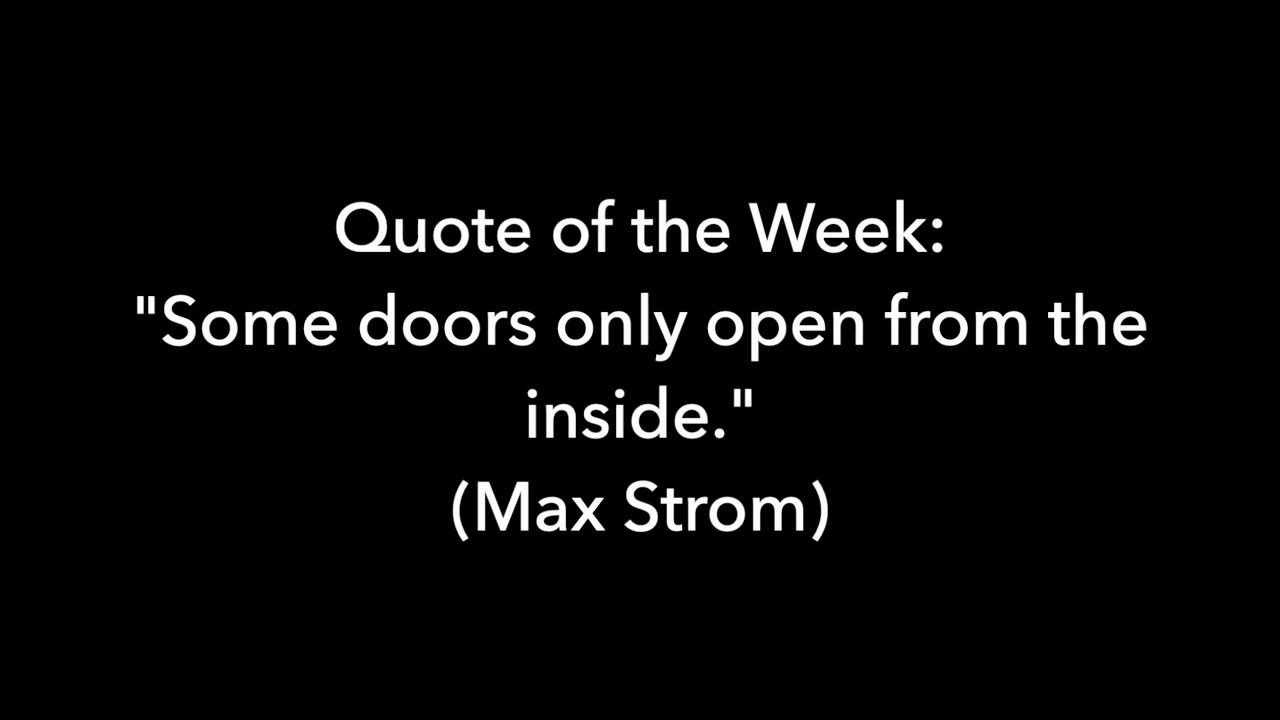 Quote of the Week:
"Some doors only open from the
inside."
(Max Strom)